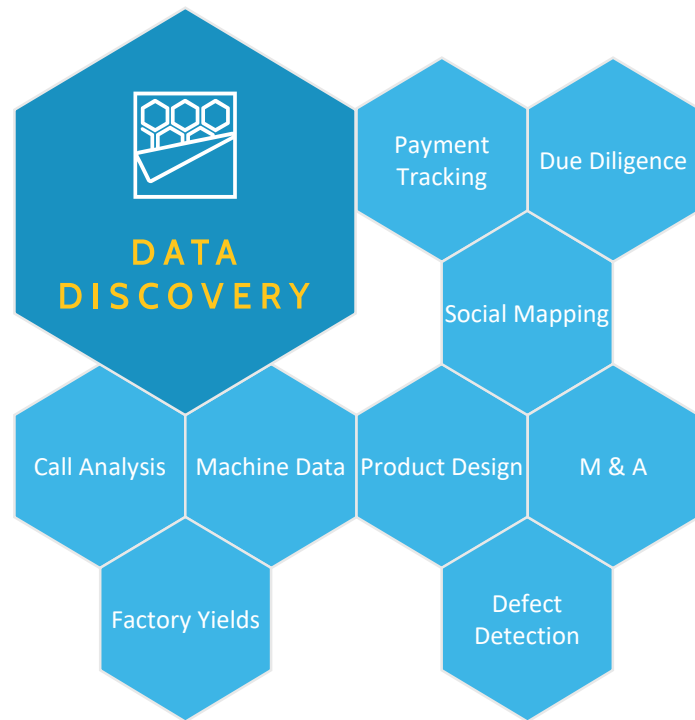 DATA
DISCOVERY
Payment
Tracking
Due Diligence
Social Mapping
Call Analysis
Machine Data
Product Design
M & A
Factory Yields
Defect
Detection